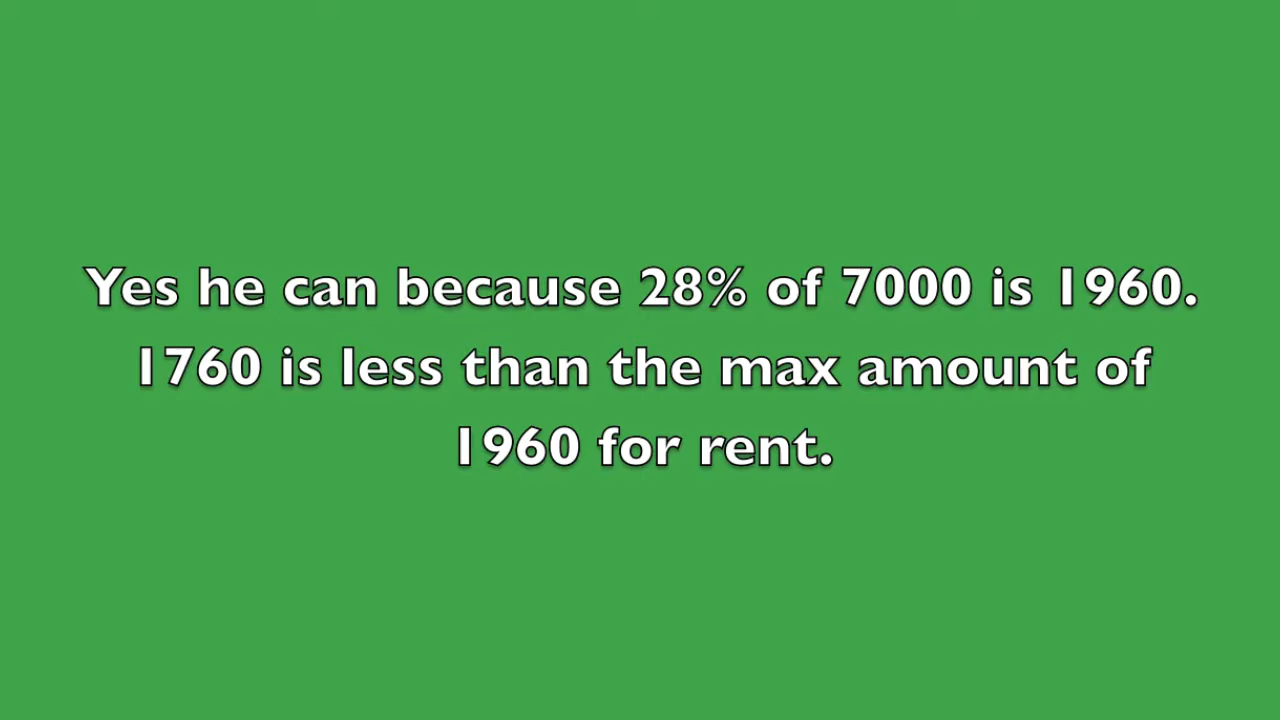 Yes he can because 28% of 7000 is 1960.
1760 is less than the max amount of
1960 for rent.